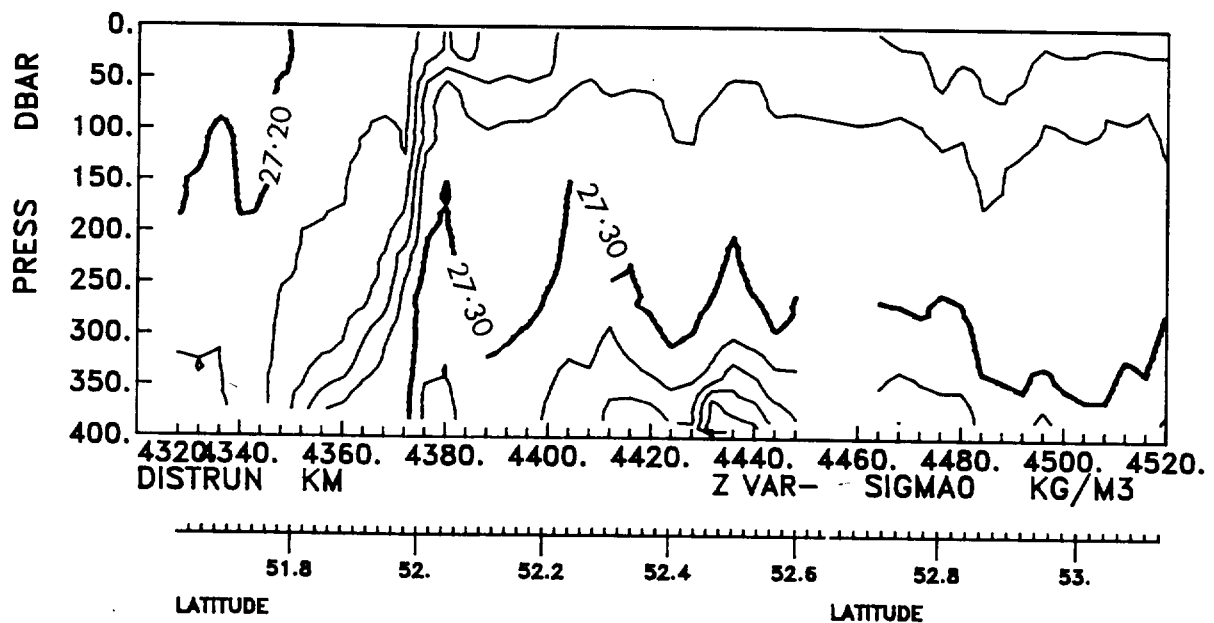 PRESS DBAR
0.
50.
100.
150.
200.
250.
300.
350.
400.
27·20
27·30
27·30
4320. 4340. 4360. 4380. 4400. 4420. 4440. 4460. 4480. 4500. 4520.
DISTRUN KM Z VAR- SIGMA0 KG/M3
51.8 52. 52.2 52.4 52.6 52.8 53.
LATITUDE LATITUDE